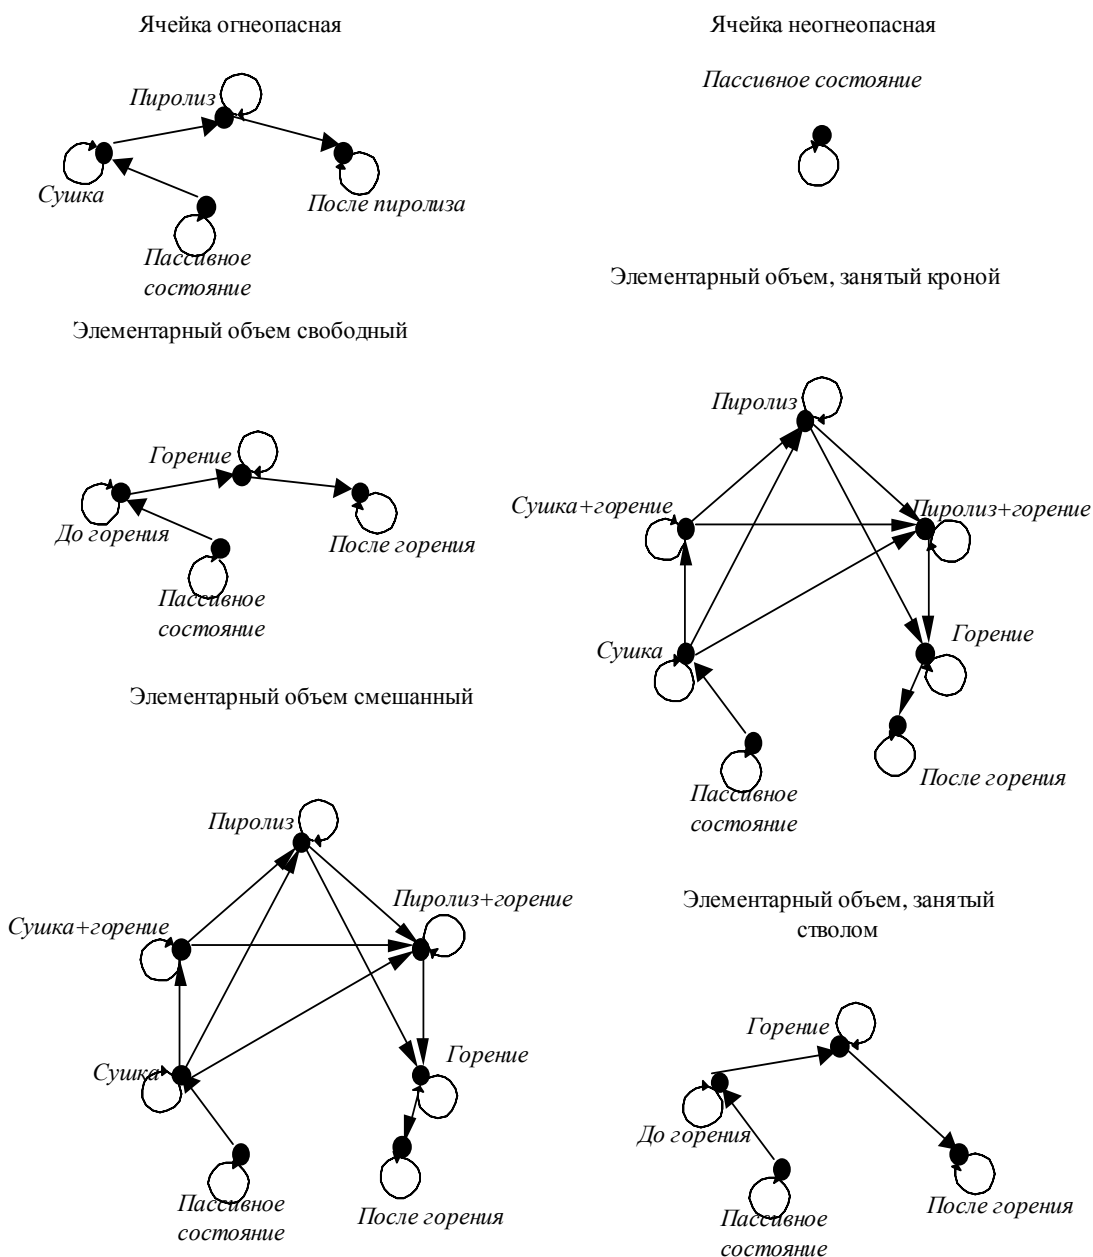 Ячейка огнеопасная
Пиролиз
Сушка
После пиролиза
Пассивное
состояние
Ячейка неогнеопасная
Пассивное состояние
Элементарный объем свободный
Горение
До горения
После горения
Пассивное
состояние
Элементарный объем, занятый кроной
Пиролиз
Сушка+горение
Пиролиз+горение
Сушка
Горение
После горения
Пассивное
состояние
Элементарный объем смешанный
Пиролиз
Пиролиз+горение
Сушка+горение
Сушка
Горение
Пассивное
состояние
После горения
Элементарный объем, занятый
стволом
Горение
До горения
После горения
Пассивное
состояние